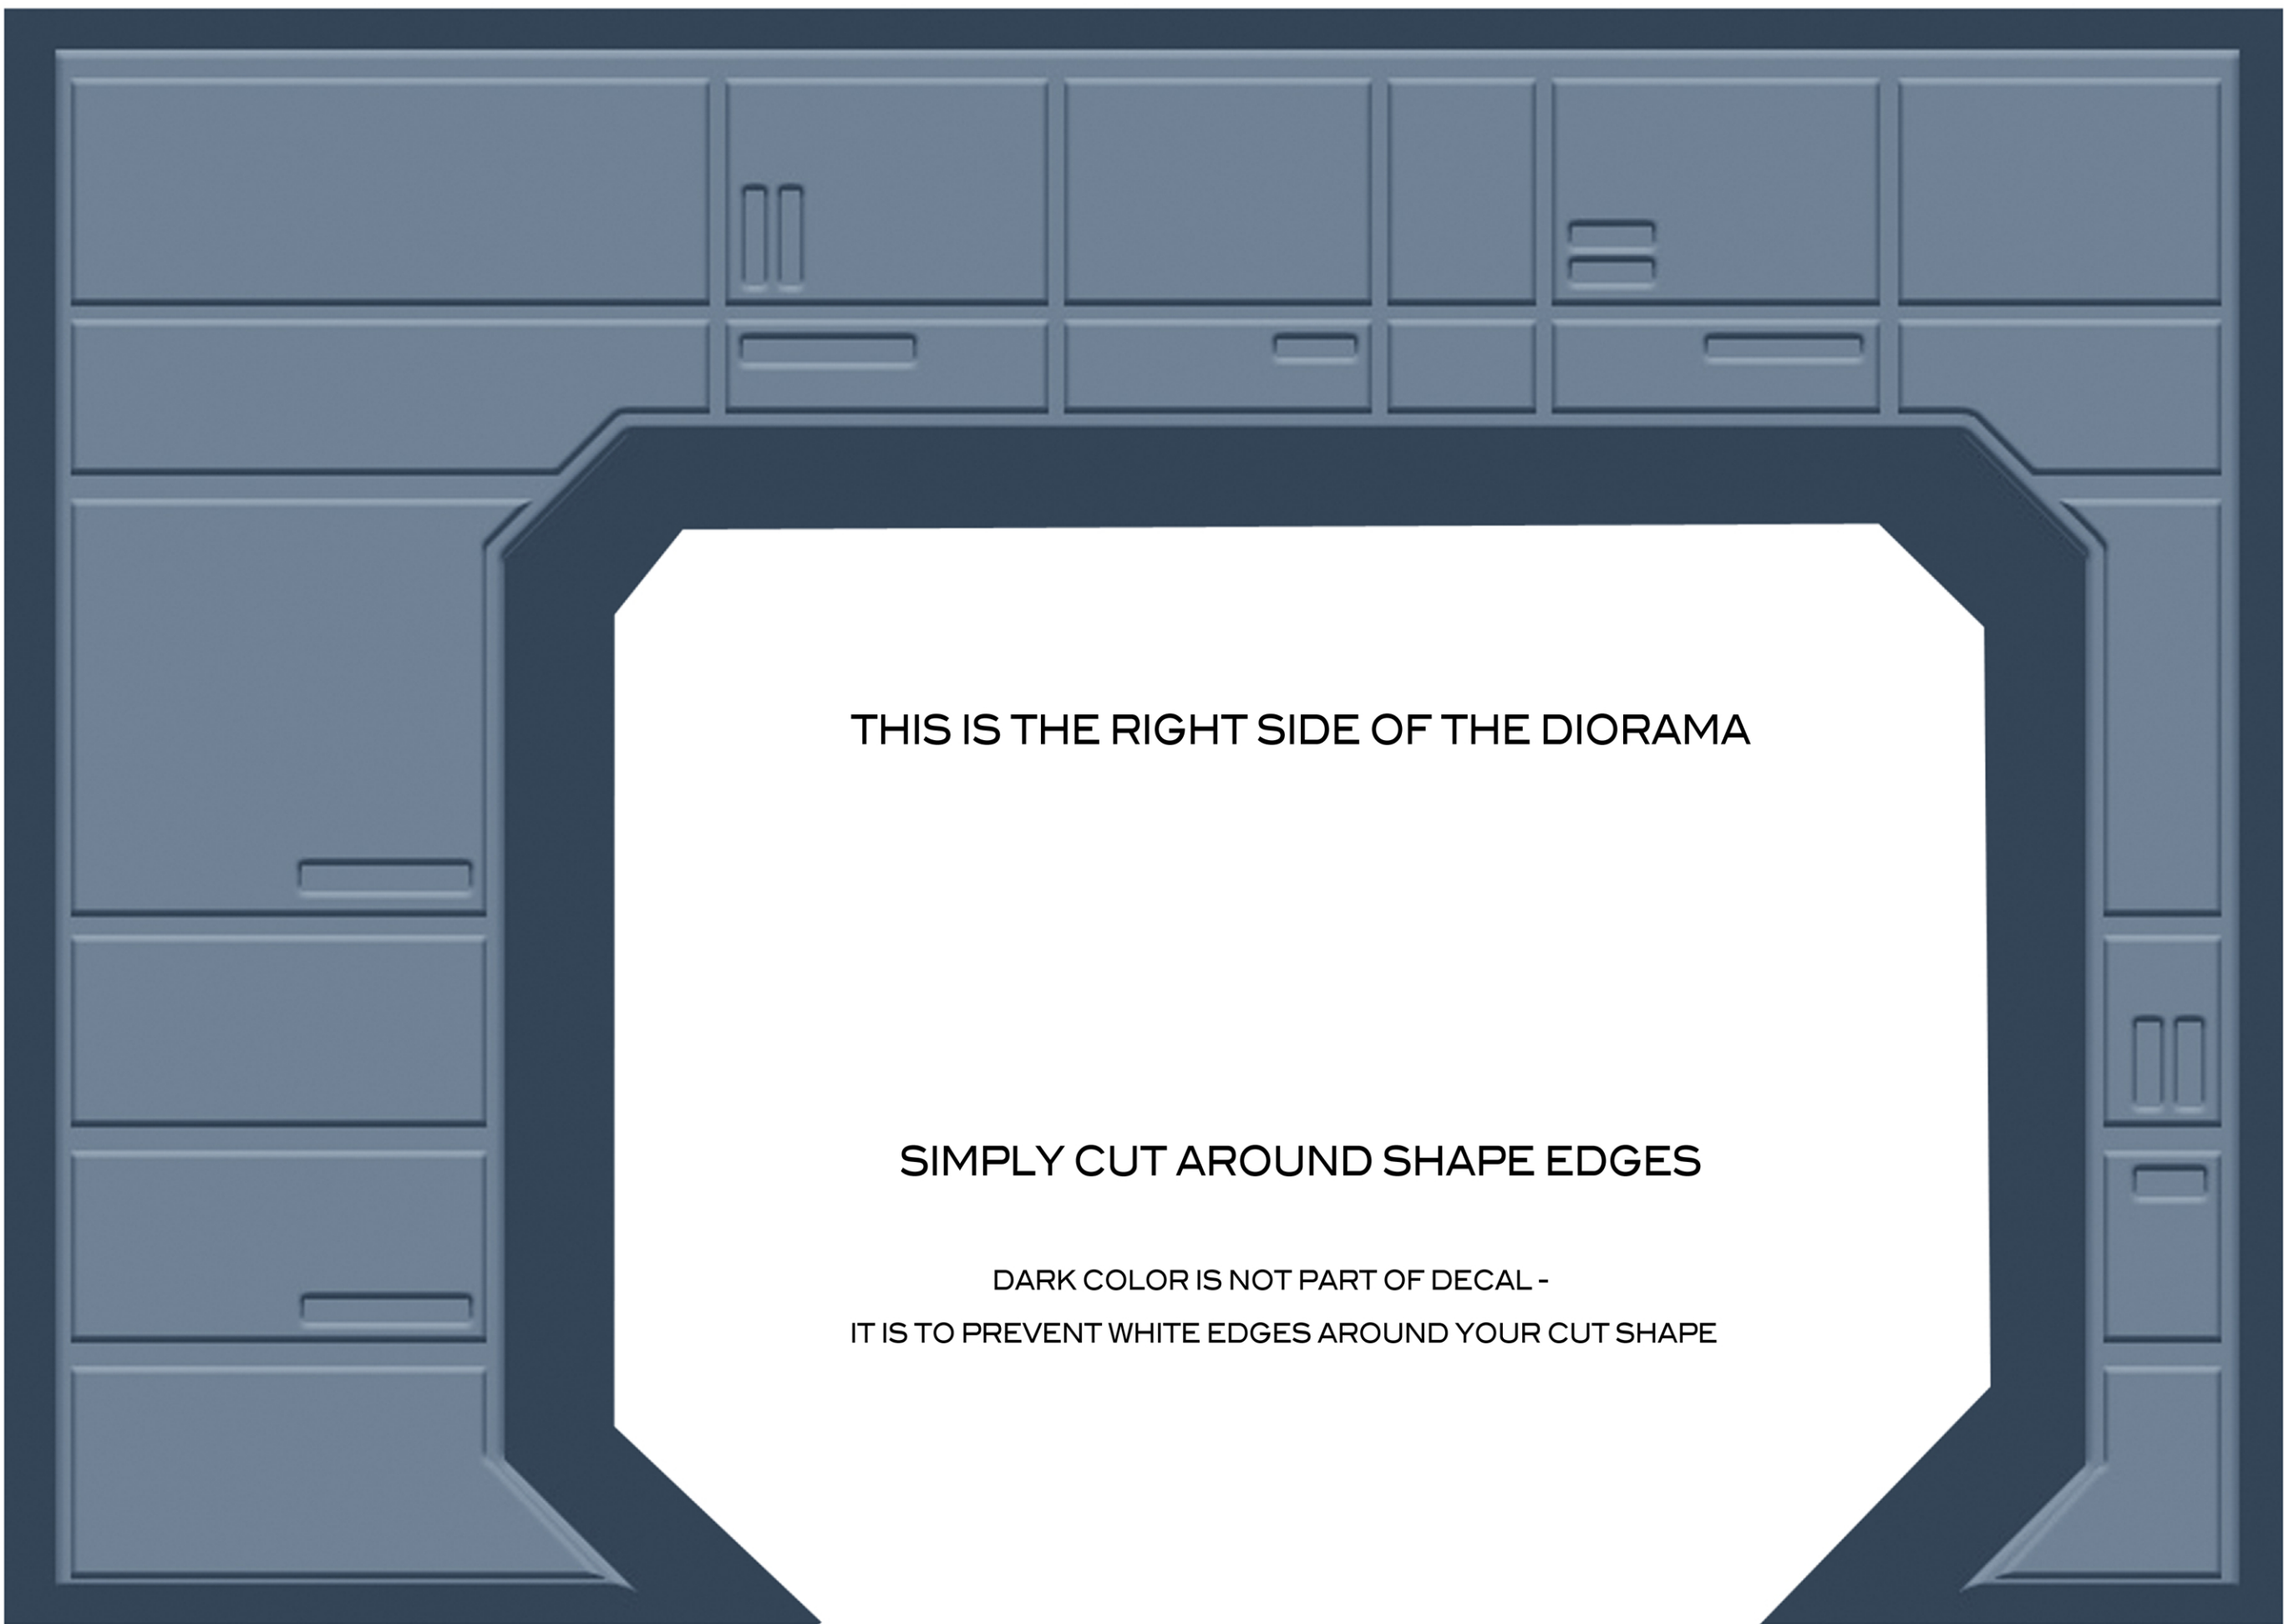 THIS IS THE RIGHT SIDE OF THE DIORAMA
SIMPLY CUT AROUND SHAPE EDGES
DARK COLOR IS NOT PART OF DECAL -
IT IS TO PREVENT WHITE EDGES AROUND YOUR CUT SHAPE